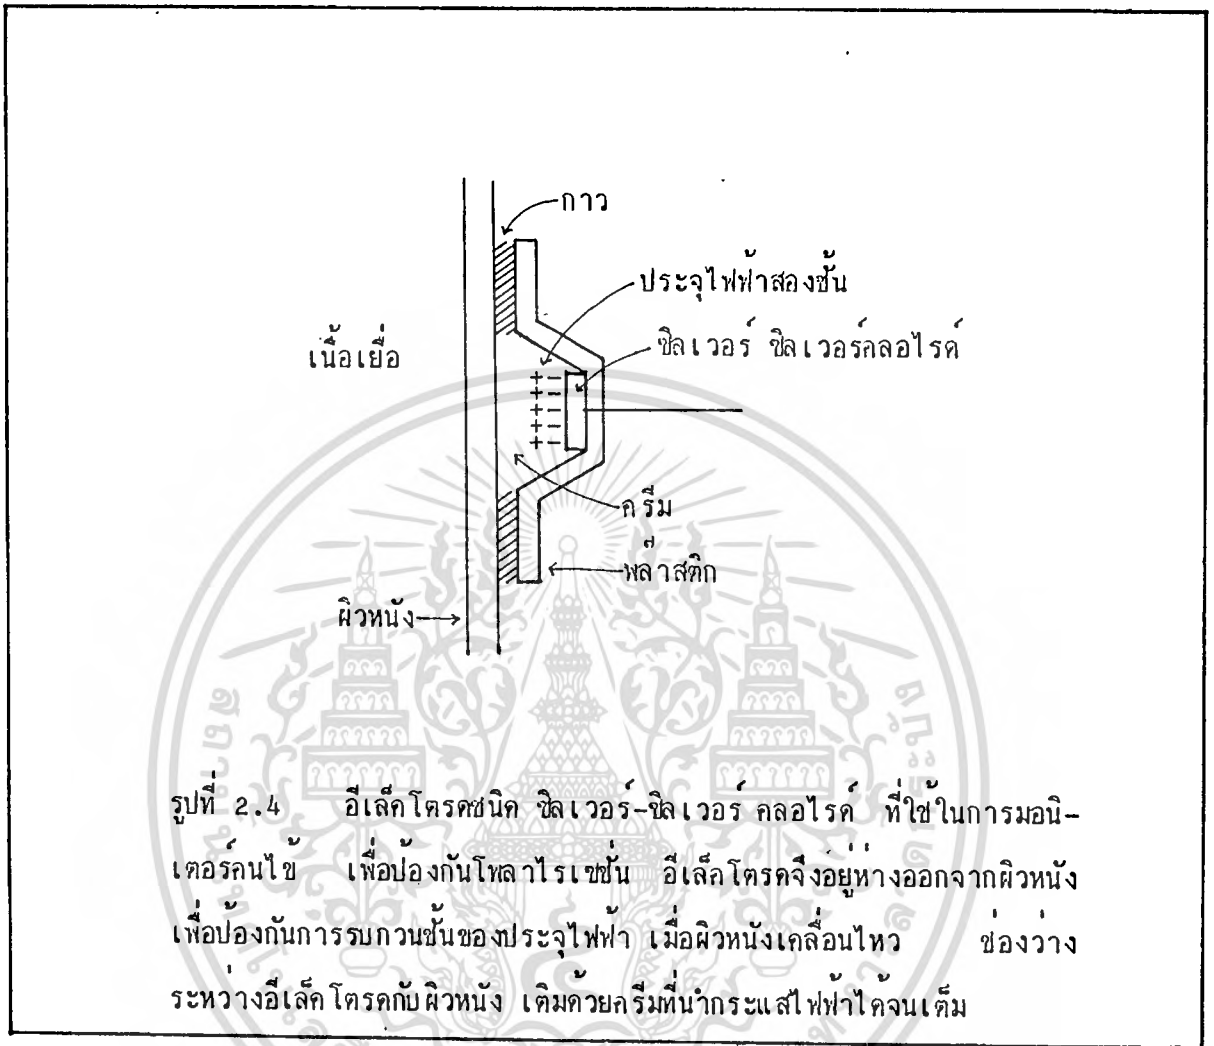 กาว
ประจุไฟฟ้าสองชั้น
ซิลเวอร์ ซิลเวอร์คลอไรด์
เนื้อเยื่อ
+ -
+ -
+ -
+ -
+ -
ครีม
พล๊าสติก
ผิวหนัง
รูปที่ 2.4 อีเล็คโตรดชนิด ซิลเวอร์-ซิลเวอร์ คลอไรด์ ที่ใช้ในการมอนิ-
เตอร์คนไข้ เพื่อป้องกันโพลาไรเซชั่น อีเล็คโตรดจึงอยู่ห่างออกจากผิวหนัง
เพื่อป้องกันการรบกวนชั้นของประจุไฟฟ้า เมื่อผิวหนังเคลื่อนไหว ช่องว่าง
ระหว่างอีเล็คโตรดกับผิวหนัง เติมด้วยครีมที่นำกระแสไฟฟ้าได้จนเต็ม